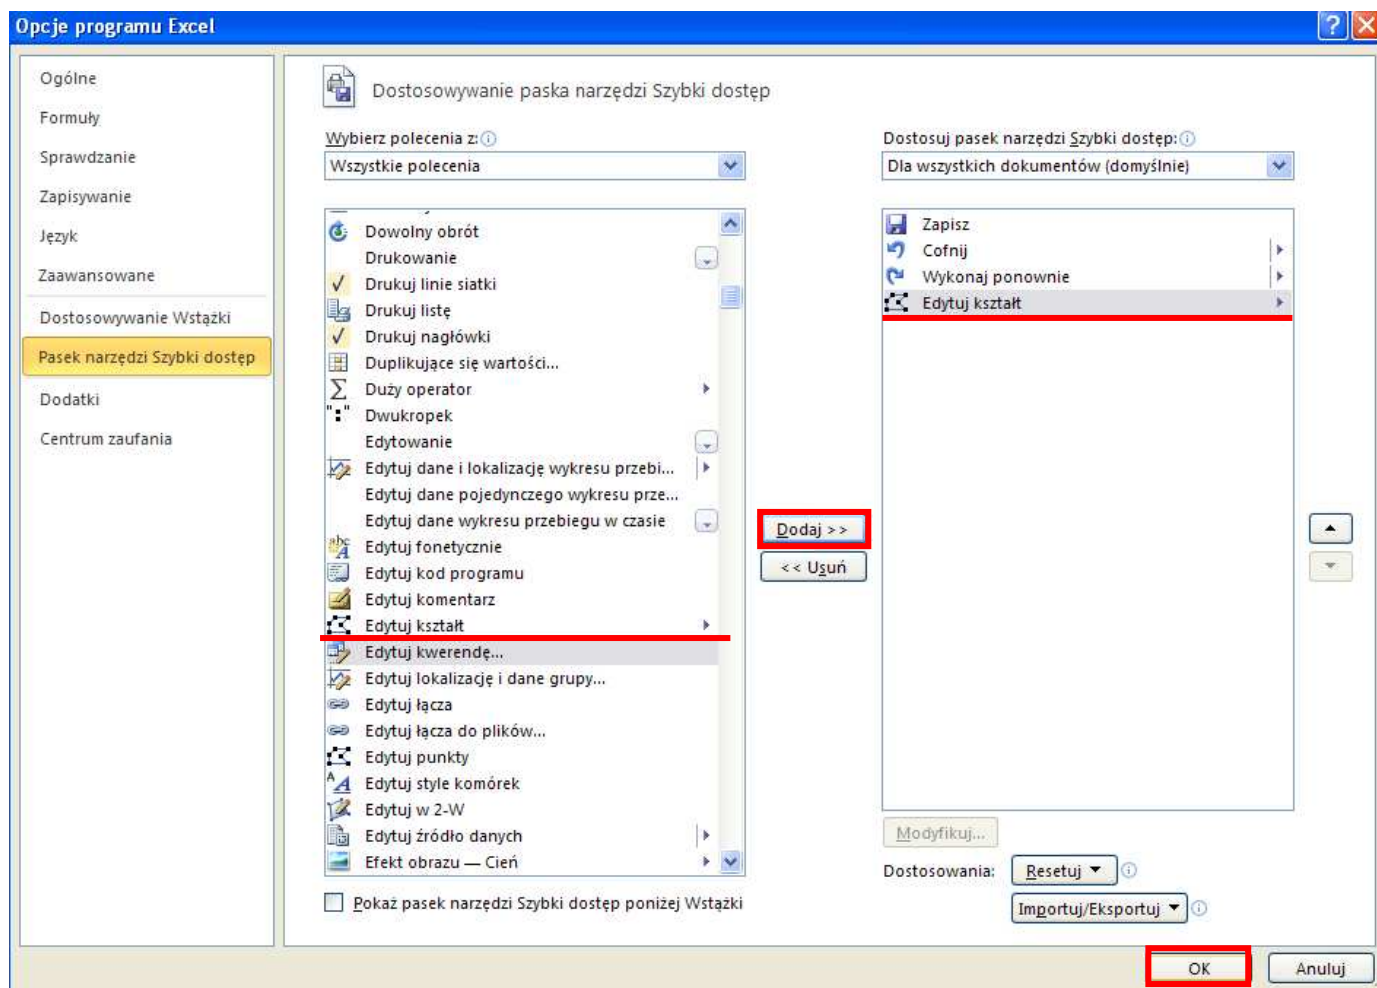 Opcje programu Excel
Ogólne
Formuły
Sprawdzanie
Zapisywanie
Język
Zaawansowane
Dostosowywanie Wstążki
Pasek narzędzi Szybki dostęp
Dodatki
Centrum zaufania
Dostosowywanie paska narzędzi Szybki dostęp
Wybierz polecenia z:
Wszystkie polecenia
Dowolny obrót
Drukowanie
Drukuj linie siatki
Drukuj listę
Drukuj nagłówki
Duplikujące się wartości...
Duży operator
Dwukropek
Edytowanie
Edytuj dane i lokalizację wykresu przebi...
Edytuj dane pojedynczego wykresu prze...
Edytuj dane wykresu przebiegu w czasie
Edytuj fonetycznie
Edytuj kod programu
Edytuj komentarz
Edytuj kształt
Edytuj kwerendę...
Edytuj lokalizację i dane grupy...
Edytuj łącza
Edytuj łącza do plików...
Edytuj punkty
Edytuj style komórek
Edytuj w 2-W
Edytuj źródło danych
Efekt obrazu — Cień
Pokaż pasek narzędzi Szybki dostęp poniżej Wstążki
Dodaj >>
<< Usuń
Dostosuj pasek narzędzi Szybki dostęp:
Dla wszystkich dokumentów (domyślnie)
Zapisz
Cofnij
Wykonaj ponownie
Edytuj kształt
Modyfikuj...
Dostosowania: Resetuj
Importuj/Eksportuj
OK Anuluj